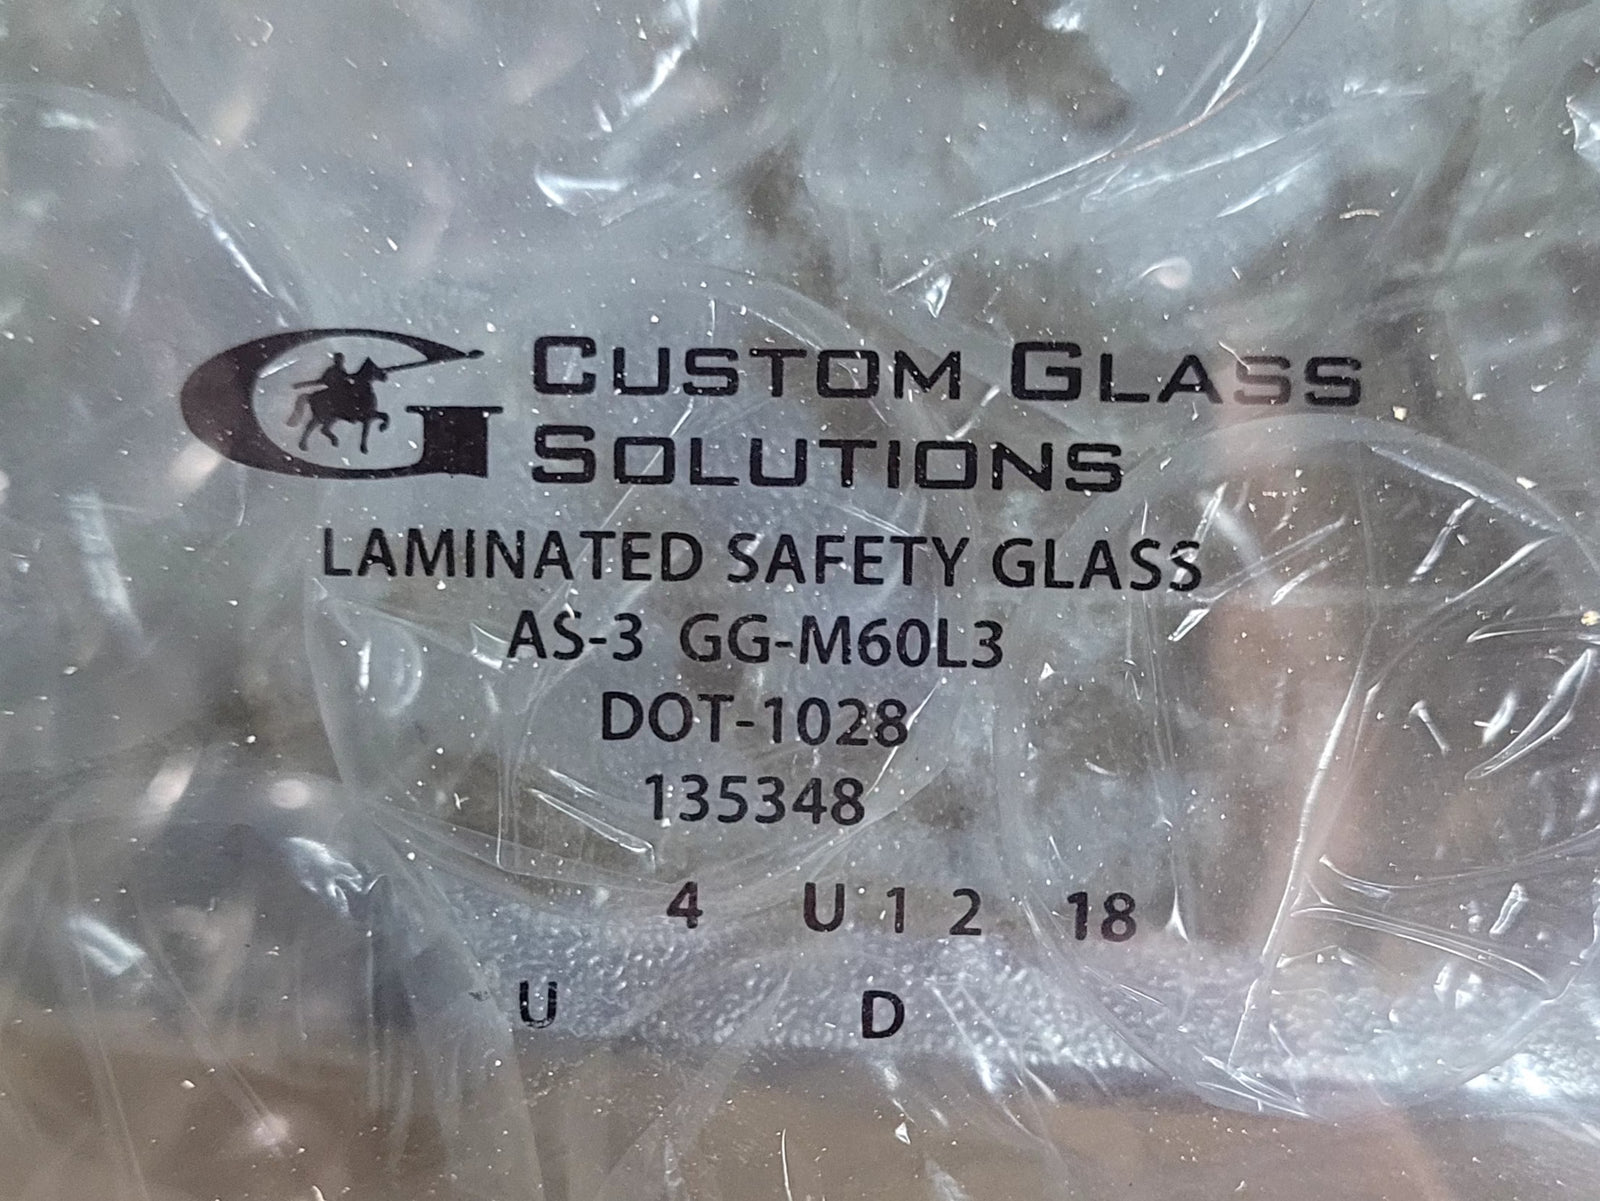 CUSTOM GLASS
SOLUTIONS
LAMINATED SAFETY GLASS
AS-3 GG-M60L3
DOT-1028
135348
4 U 1 2 18
U D